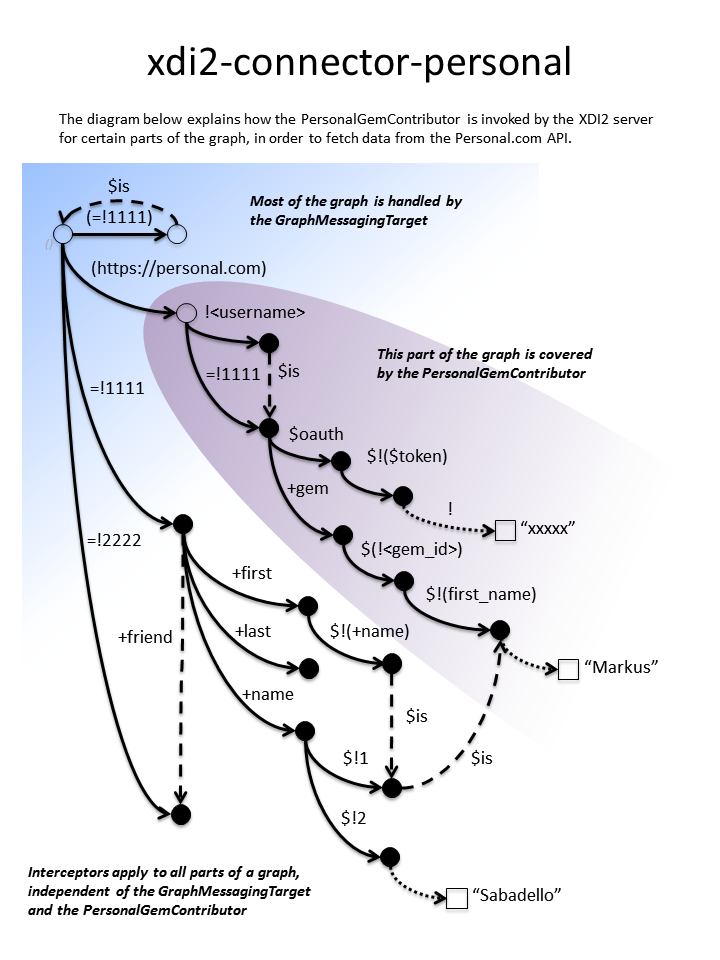 xdi2-connector-personal
The diagram below explains how the PersonalGemContributor is invoked by the XDI2 server
for certain parts of the graph, in order to fetch data from the Personal.com API.
$is
(=!1111)
Most of the graph is handled by
the GraphMessagingTarget
()
(https://personal.com)
!<username>
This part of the graph is covered
by the PersonalGemContributor
=!1111
$is
=!1111
$oauth
$!($token)
+gem
!
"xxxxx"
=!2222
$(!<gem_id>)
+first
$!(first_name)
+friend
+last
$!(+name)
"Markus"
+name
$is
$!1
$is
$!2
Interceptors apply to all parts of a graph,
independent of the GraphMessagingTarget
and the PersonalGemContributor
"Sabadello"